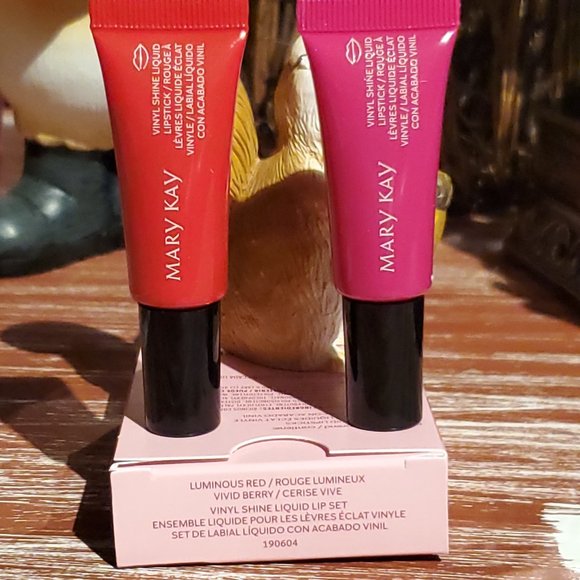 VINYL SHINE LIQUID
LIPSTICK / ROUGE À
LÈVRES LIQUIDE ÉCLAT
VINYLE / LABIAL LÍQUIDO
CON ACABADO VINIL
MARY KAY
VINYL SHINE LIQUID
LIPSTICK / ROUGE À
LÈVRES LIQUIDE ÉCLAT
VINYLE / LABIAL LÍQUIDO
CON ACABADO VINIL
MARY KAY
LUMINOUS RED / ROUGE LUMINEUX
VIVID BERRY / CERISE VIVE
VINYL SHINE LIQUID LIP SET
ENSEMBLE LIQUIDE POUR LES LÈVRES ÉCLAT VINYLE
SET DE LABIAL LÍQUIDO CON ACABADO VINIL
190604